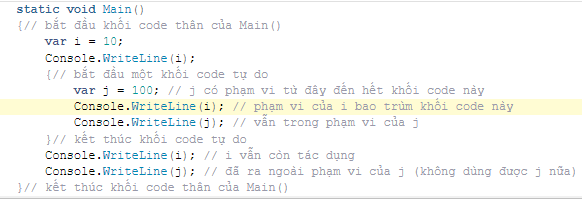 static void Main()
{// bắt đầu khối code thân của Main()
var i = 10;
Console.WriteLine(i);
{// bắt đầu một khối code tự do
var j = 100; // j có phạm vi từ đây đến hết khối code này
Console.WriteLine(i); // phạm vi của i bao trùm khối code này
Console.WriteLine(j); // vẫn trong phạm vi của j
}// kết thúc khối code tự do
Console.WriteLine(i); // i vẫn còn tác dụng
Console.WriteLine(j); // đã ra ngoài phạm vi của j (không dùng được j nữa)
}// kết thúc khối code thân của Main()